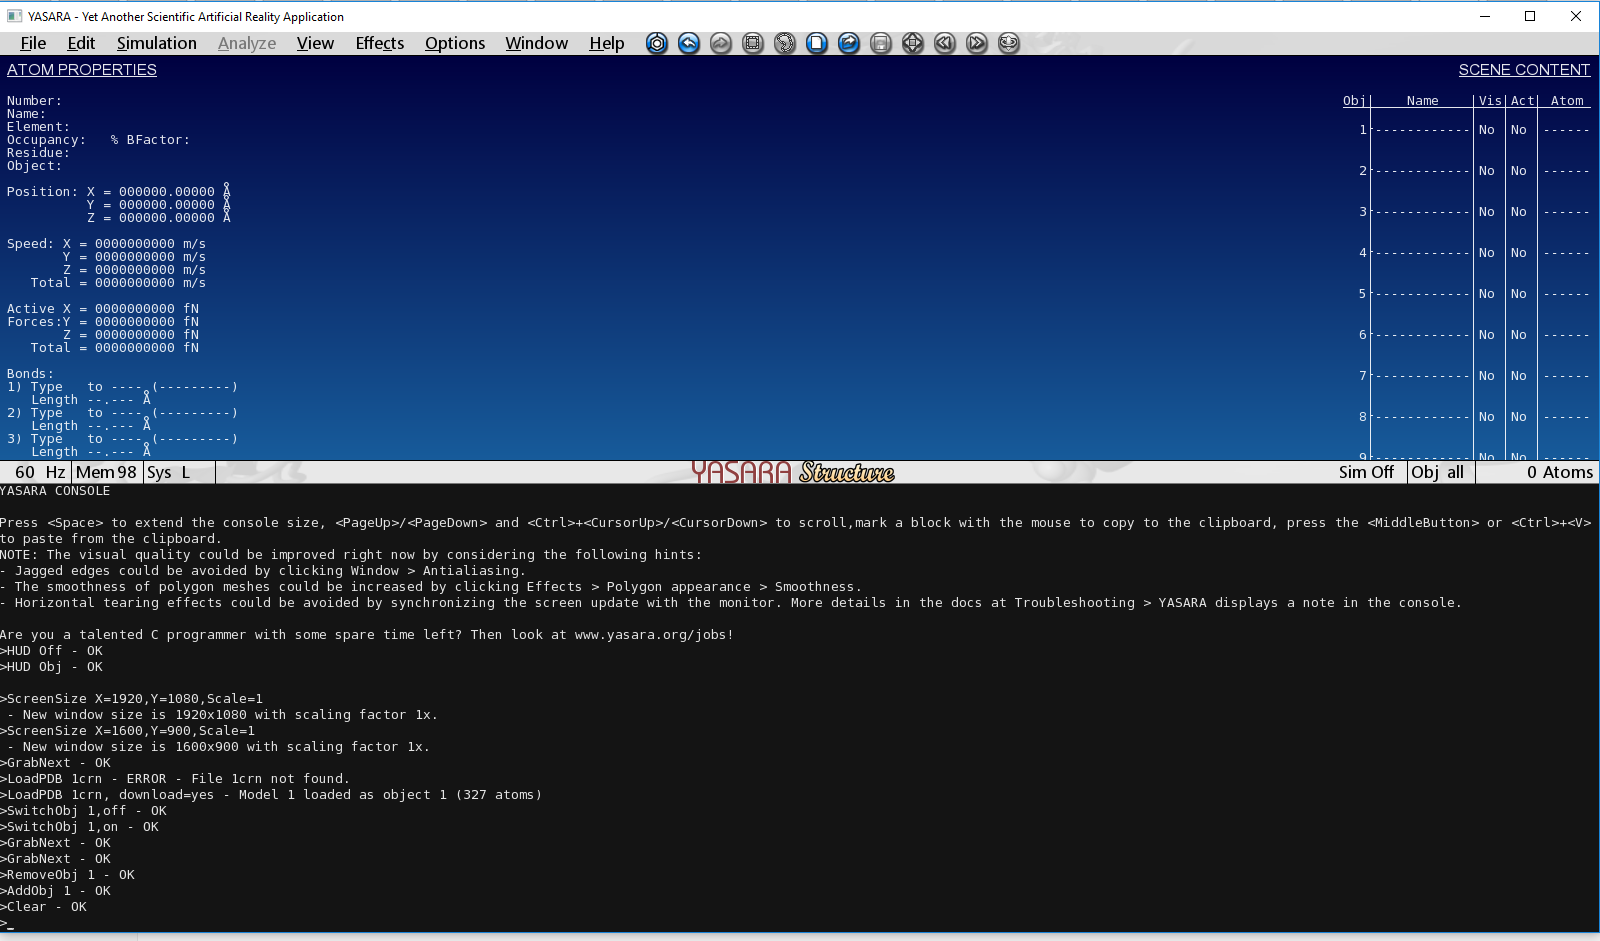 YASARA - Yet Another Scientific Artificial Reality Application
File Edit Simulation Analyze View Effects Options Window Help
ATOM PROPERTIES
Number:
Name:
Element:
Occupancy:   % BFactor:
Residue:
Object:
Position: X = 000000.00000 Å
Y = 000000.00000 Å
Z = 000000.00000 Å
Speed: X = 0000000000 m/s
Y = 0000000000 m/s
Z = 0000000000 m/s
Total = 0000000000 m/s
Active X = 0000000000 fN
Forces:Y = 0000000000 fN
Z = 0000000000 fN
Total = 0000000000 fN
Bonds:
1) Type   to ---- (---------)
Length --.--- Å
2) Type   to ---- (---------)
Length --.--- Å
3) Type   to ---- (---------)
Length --.--- Å
SCENE CONTENT
Obj Name Vis Act Atom
1 ------------ No No ------
2 ------------ No No ------
3 ------------ No No ------
4 ------------ No No ------
5 ------------ No No ------
6 ------------ No No ------
7 ------------ No No ------
8 ------------ No No ------
9 ------------ No No ------
60 Hz Mem 98 Sys L YASARA Structure Sim Off Obj all 0 Atoms
YASARA CONSOLE
Press <Space> to extend the console size, <PageUp>/<PageDown> and <Ctrl>+<CursorUp>/<CursorDown> to scroll,mark a block with the mouse to copy to the clipboard, press the <MiddleButton> or <Ctrl>+<V>
to paste from the clipboard.
NOTE: The visual quality could be improved right now by considering the following hints:
- Jagged edges could be avoided by clicking Window > Antialiasing.
- The smoothness of polygon meshes could be increased by clicking Effects > Polygon appearance > Smoothness.
- Horizontal tearing effects could be avoided by synchronizing the screen update with the monitor. More details in the docs at Troubleshooting > YASARA displays a note in the console.
Are you a talented C programmer with some spare time left? Then look at www.yasara.org/jobs!
>HUD Off - OK
>HUD Obj - OK
>ScreenSize X=1920,Y=1080,Scale=1
- New window size is 1920x1080 with scaling factor 1x.
>ScreenSize X=1600,Y=900,Scale=1
- New window size is 1600x900 with scaling factor 1x.
>GrabNext - OK
>LoadPDB 1crn - ERROR - File 1crn not found.
>LoadPDB 1crn, download=yes - Model 1 loaded as object 1 (327 atoms)
>SwitchObj 1,off - OK
>SwitchObj 1,on - OK
>GrabNext - OK
>GrabNext - OK
>RemoveObj 1 - OK
>AddObj 1 - OK
>Clear - OK
>_